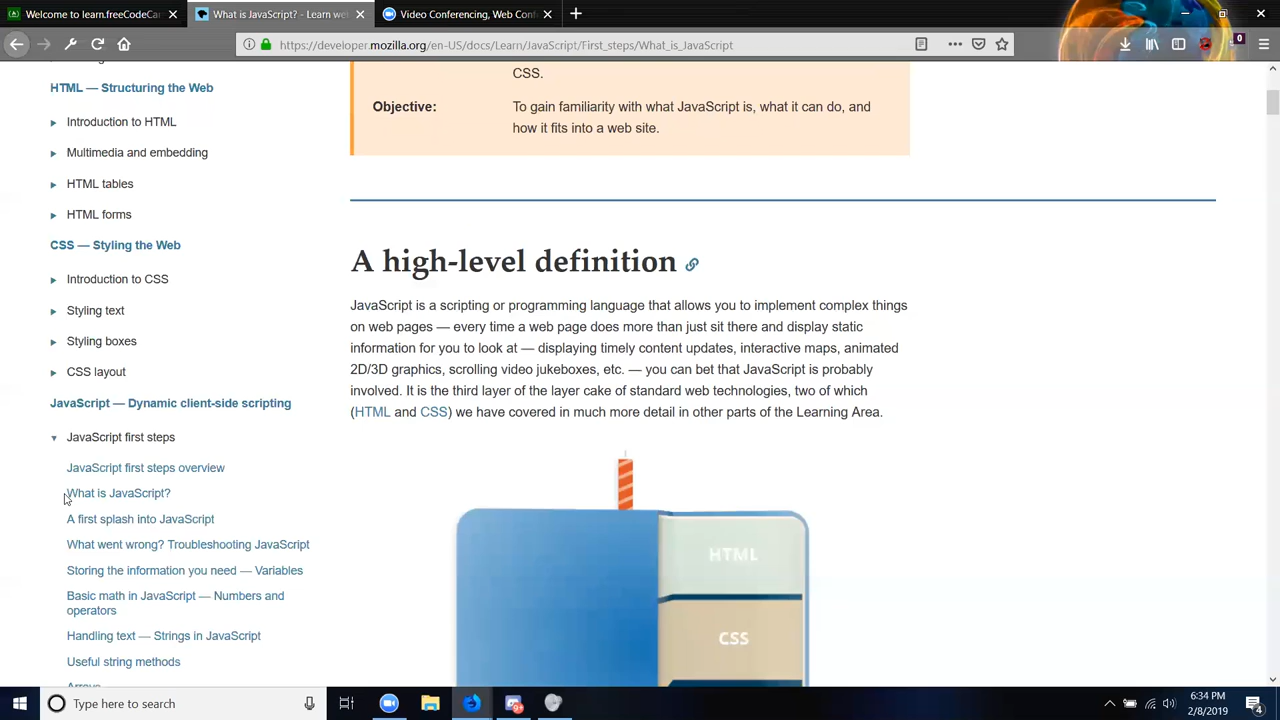 Welcome to learn.freeCodeCa
What is JavaScript? - Learn we
Video Conferencing, Web Conf
https://developer.mozilla.org/en-US/docs/Learn/JavaScript/First_steps/What_is_JavaScript
0
HTML — Structuring the Web
Introduction to HTML
Multimedia and embedding
HTML tables
HTML forms
CSS — Styling the Web
Introduction to CSS
Styling text
Styling boxes
CSS layout
JavaScript — Dynamic client-side scripting
JavaScript first steps
JavaScript first steps overview
What is JavaScript?
A first splash into JavaScript
What went wrong? Troubleshooting JavaScript
Storing the information you need — Variables
Basic math in JavaScript — Numbers and
operators
Handling text — Strings in JavaScript
Useful string methods
Arrays
CSS.
Objective:
To gain familiarity with what JavaScript is, what it can do, and
how it fits into a web site.
A high-level definition
JavaScript is a scripting or programming language that allows you to implement complex things
on web pages — every time a web page does more than just sit there and display static
information for you to look at — displaying timely content updates, interactive maps, animated
2D/3D graphics, scrolling video jukeboxes, etc. — you can bet that JavaScript is probably
involved. It is the third layer of the layer cake of standard web technologies, two of which
(HTML and CSS) we have covered in much more detail in other parts of the Learning Area.
HTML
CSS
Type here to search
6:34 PM
2/8/2019
4